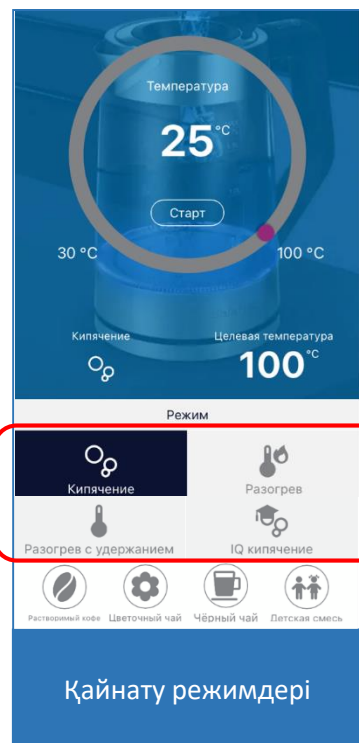 Температура
25°C
Старт
30 °C
100 °C
Кипячение
Целевая температура
100°C
Режим
Кипячение
Разогрев
Разогрев с удержанием
IQ кипячение
Растворимый кофе
Цветочный чай
Чёрный чай
Детская смесь
Қайнату режимдері